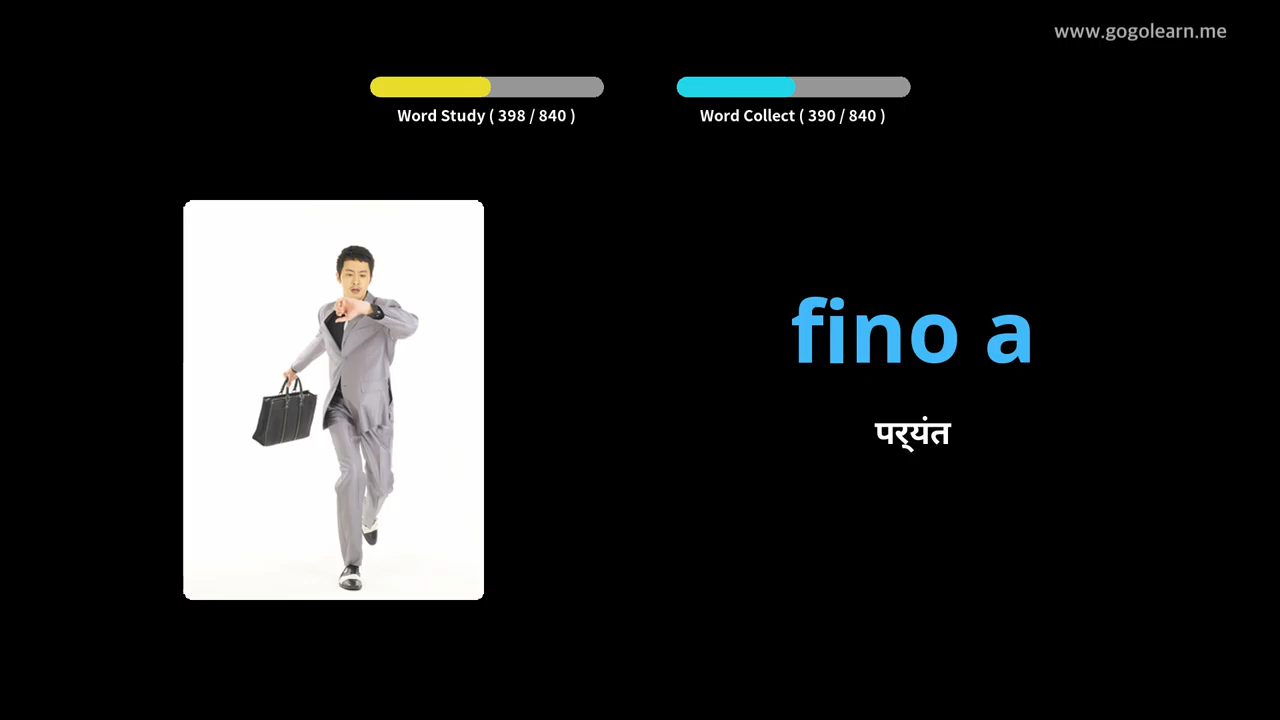 www.gogolearn.me
Word Study ( 398 / 840 )
Word Collect ( 390 / 840 )
fino a
पर्यंत